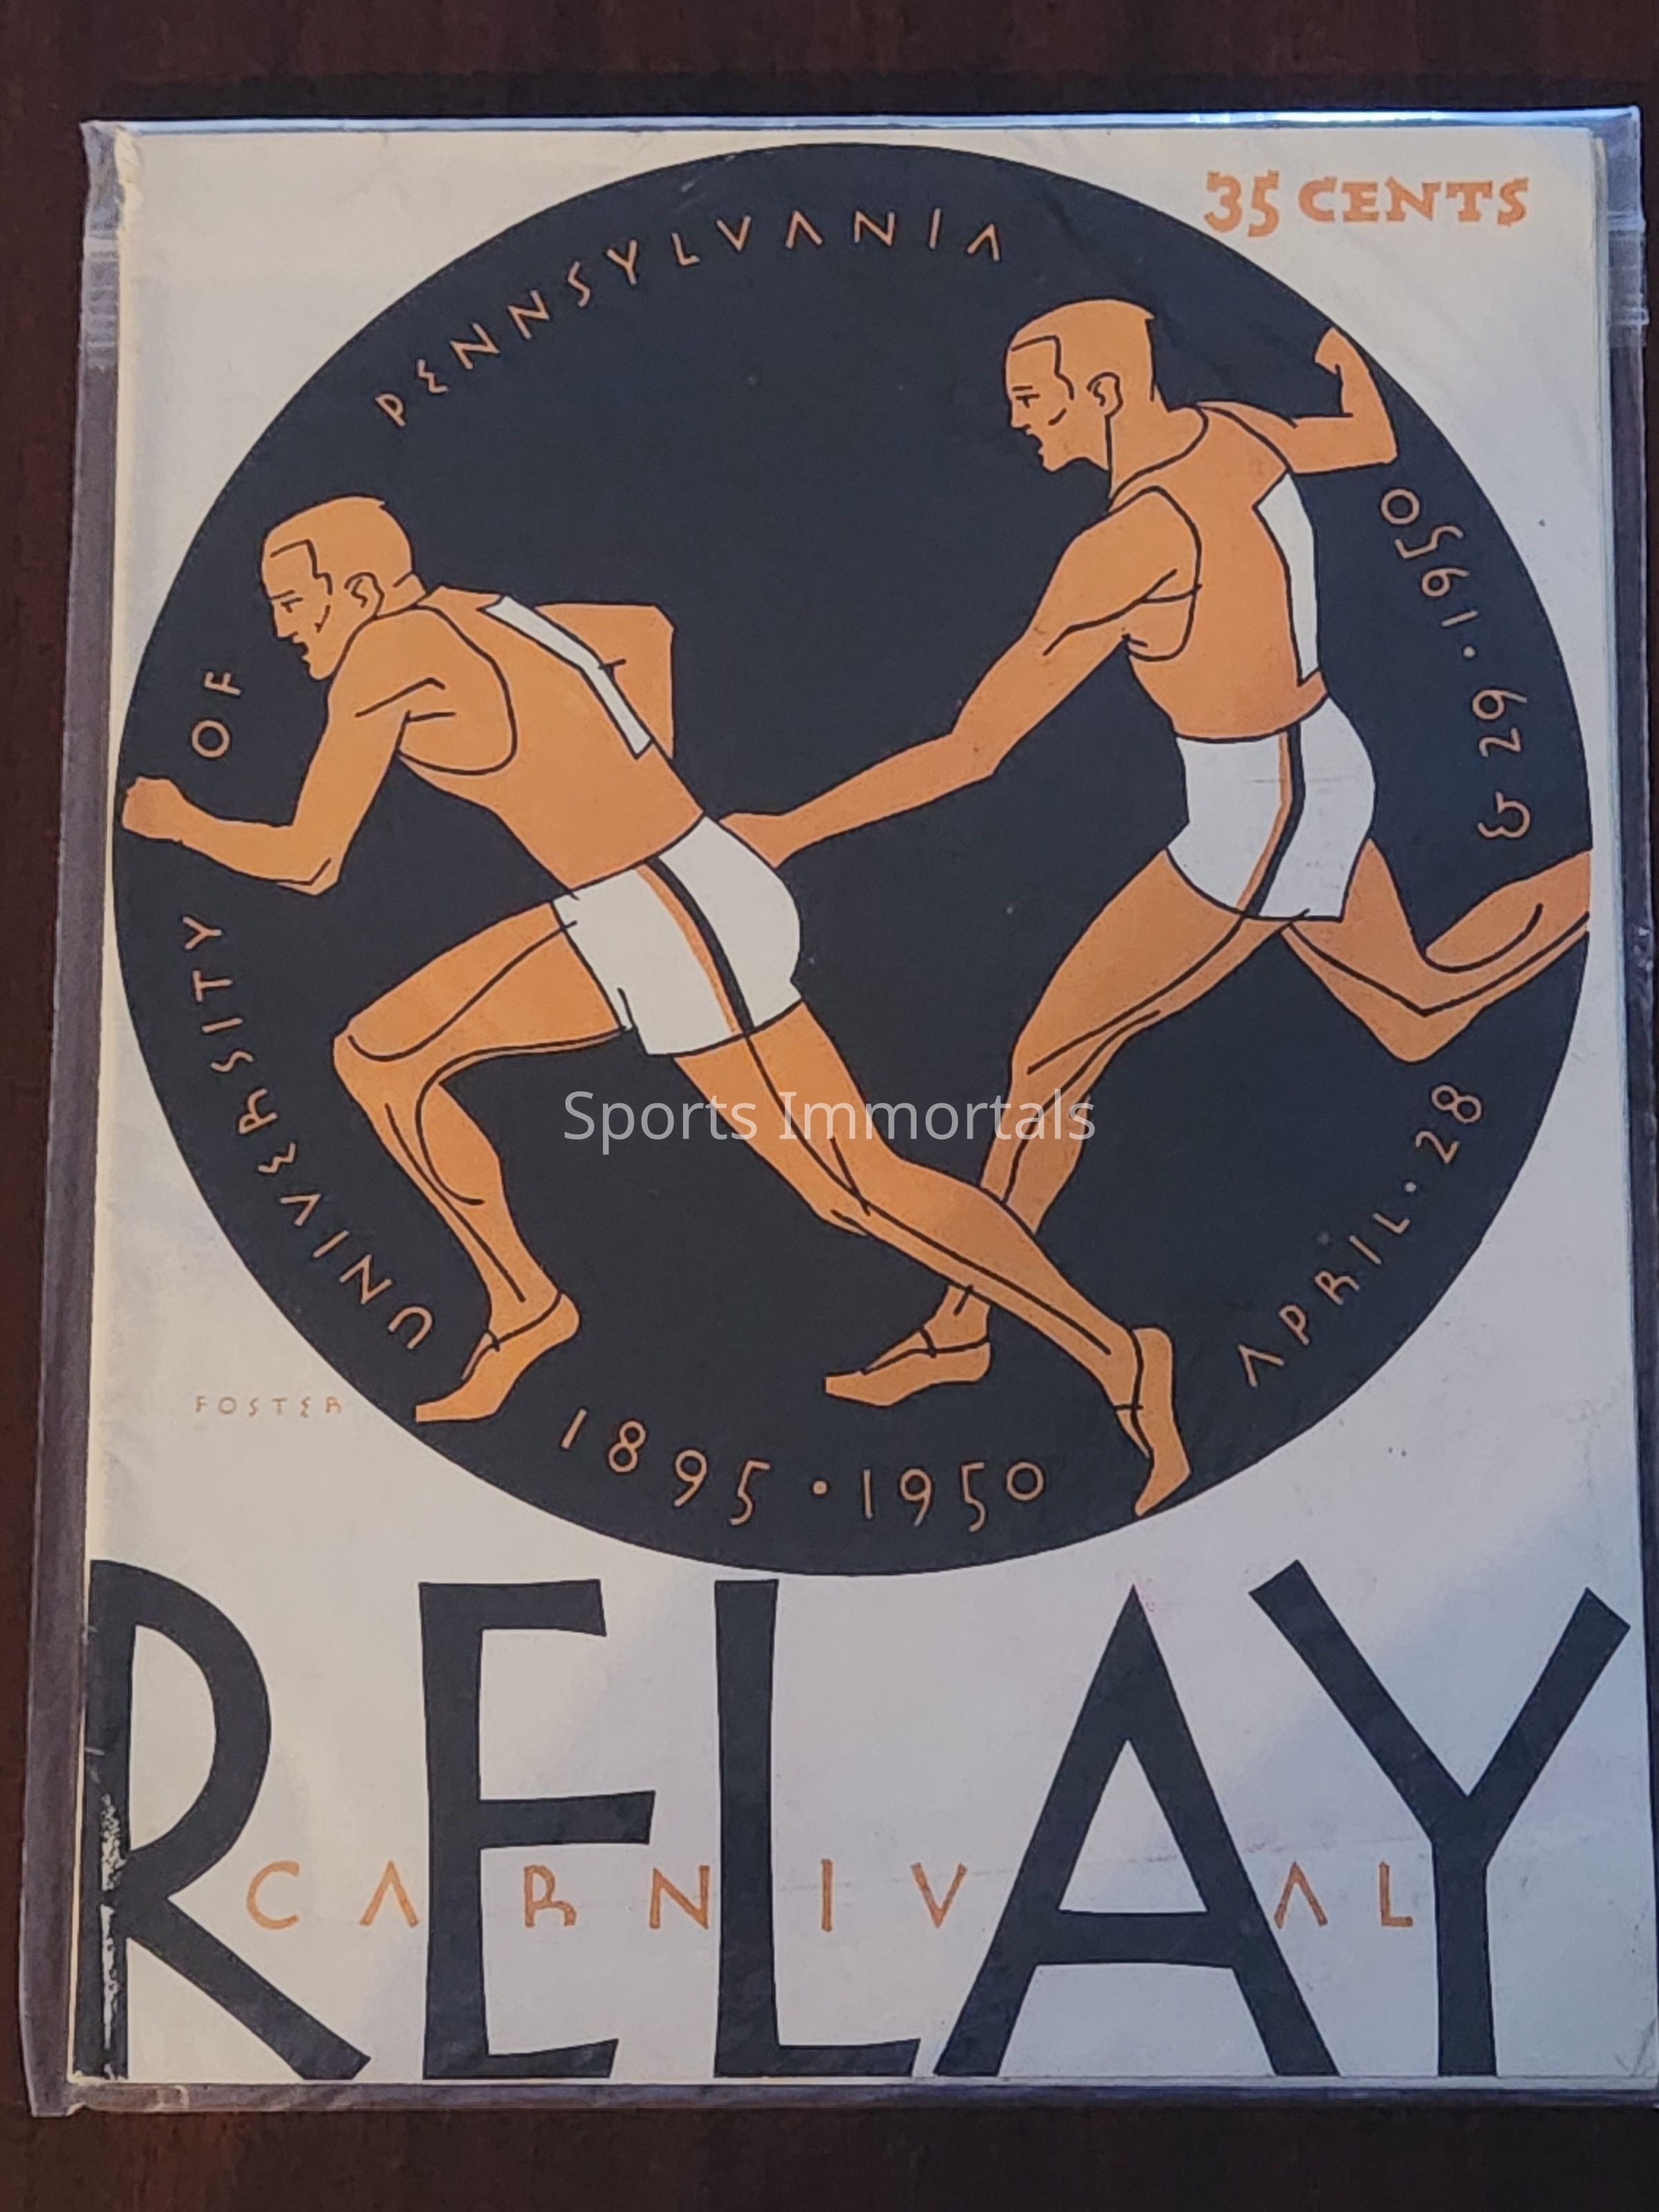 35 CENTS
UNIVERSITY OF PENNSYLVANIA
APRIL · 28 & 29 · 1950
1895 · 1950
FOSTER
Sports Immortals
RELAY
CARNIVAL